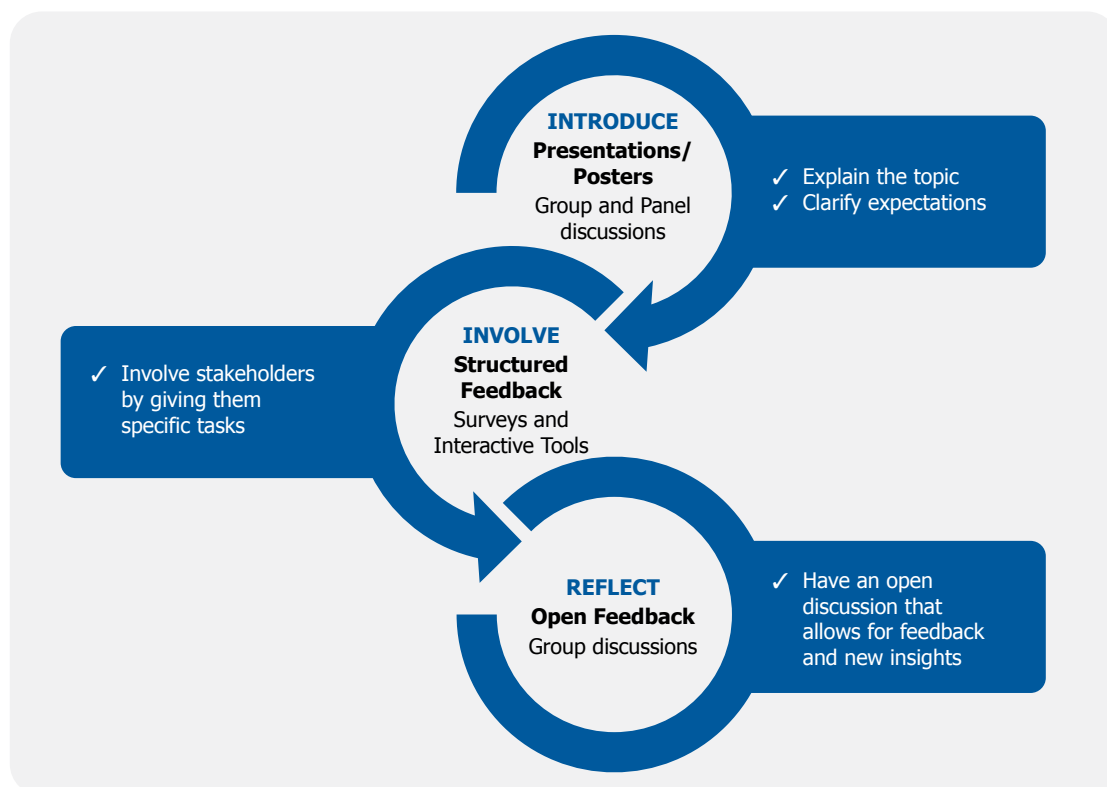 INTRODUCE
Presentations/
Posters
Group and Panel
discussions
✓ Explain the topic
✓ Clarify expectations
INVOLVE
Structured
Feedback
Surveys and
Interactive Tools
✓ Involve stakeholders
by giving them
specific tasks
REFLECT
Open Feedback
Group discussions
✓ Have an open
discussion that
allows for feedback
and new insights